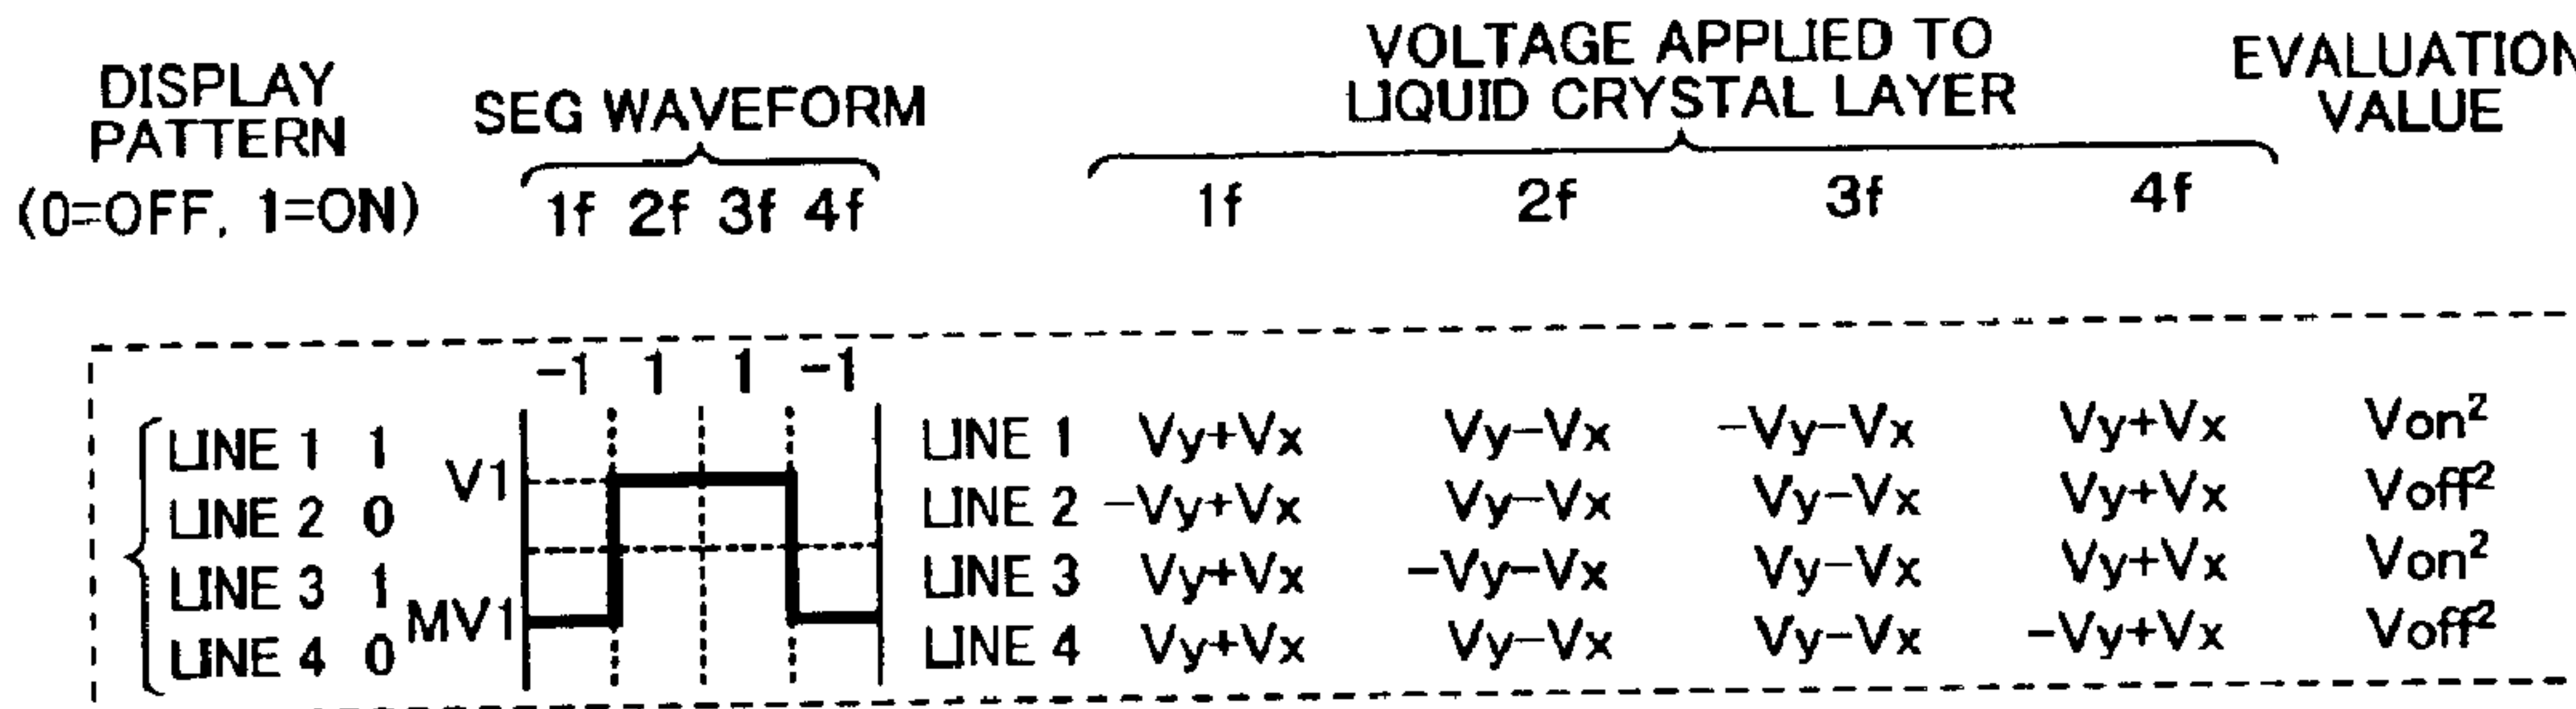 DISPLAY
PATTERN
(0=OFF, 1=ON)
SEG WAVEFORM
1f 2f 3f 4f
VOLTAGE APPLIED TO
LIQUID CRYSTAL LAYER
1f 2f 3f 4f
EVALUATION
VALUE
-1 1 1 -1
LINE 1 1
LINE 2 0
LINE 3 1
LINE 4 0
V1
MV1
LINE 1 Vy+Vx Vy-Vx -Vy-Vx Vy+Vx Von²
LINE 2 -Vy+Vx Vy-Vx Vy-Vx Vy+Vx Voff²
LINE 3 Vy+Vx -Vy-Vx Vy-Vx Vy+Vx Von²
LINE 4 Vy+Vx Vy-Vx Vy-Vx -Vy+Vx Voff²